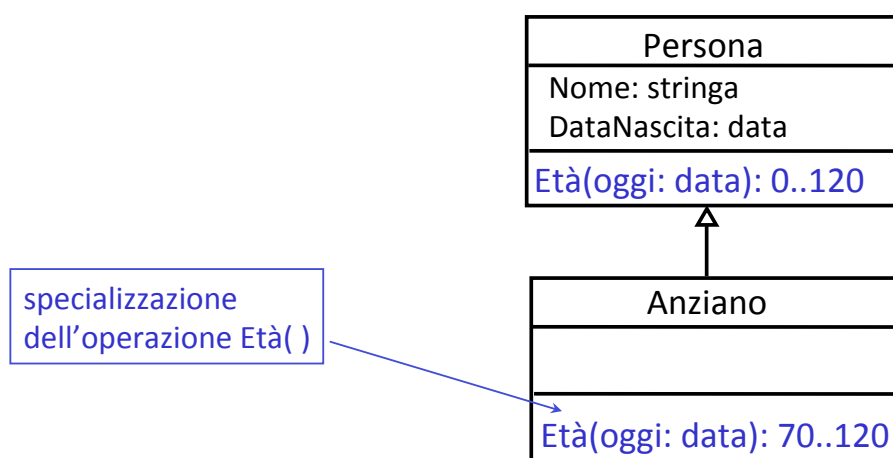 Persona
Nome: stringa
DataNascita: data
Età(oggi: data): 0..120
specializzazione
dell’operazione Età( )
Anziano
Età(oggi: data): 70..120